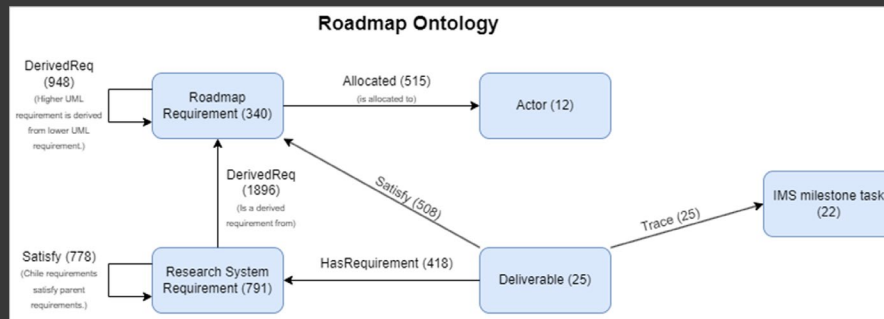 Roadmap Ontology
DerivedReq
(948)
(Higher UML
requirement is derived
from lower UML
requirement.)
Roadmap
Requirement (340)
Allocated (515)
(is allocated to)
Actor (12)
DerivedReq
(1896)
(Is a derived
requirement from)
Satisfy (508)
Trace (25)
IMS milestone task
(22)
Satisfy (778)
(Chile requirements
satisfy parent
requirements.)
Research System
Requirement (791)
HasRequirement (418)
Deliverable (25)